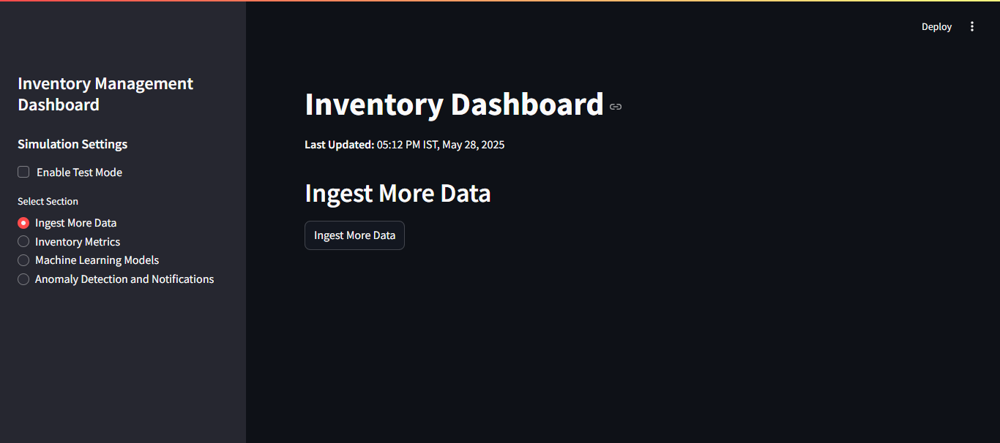 Deploy
Inventory Management
Dashboard
Simulation Settings
Enable Test Mode
Select Section
Ingest More Data
Inventory Metrics
Machine Learning Models
Anomaly Detection and Notifications
Inventory Dashboard
Last Updated: 05:12 PM IST, May 28, 2025
Ingest More Data
Ingest More Data